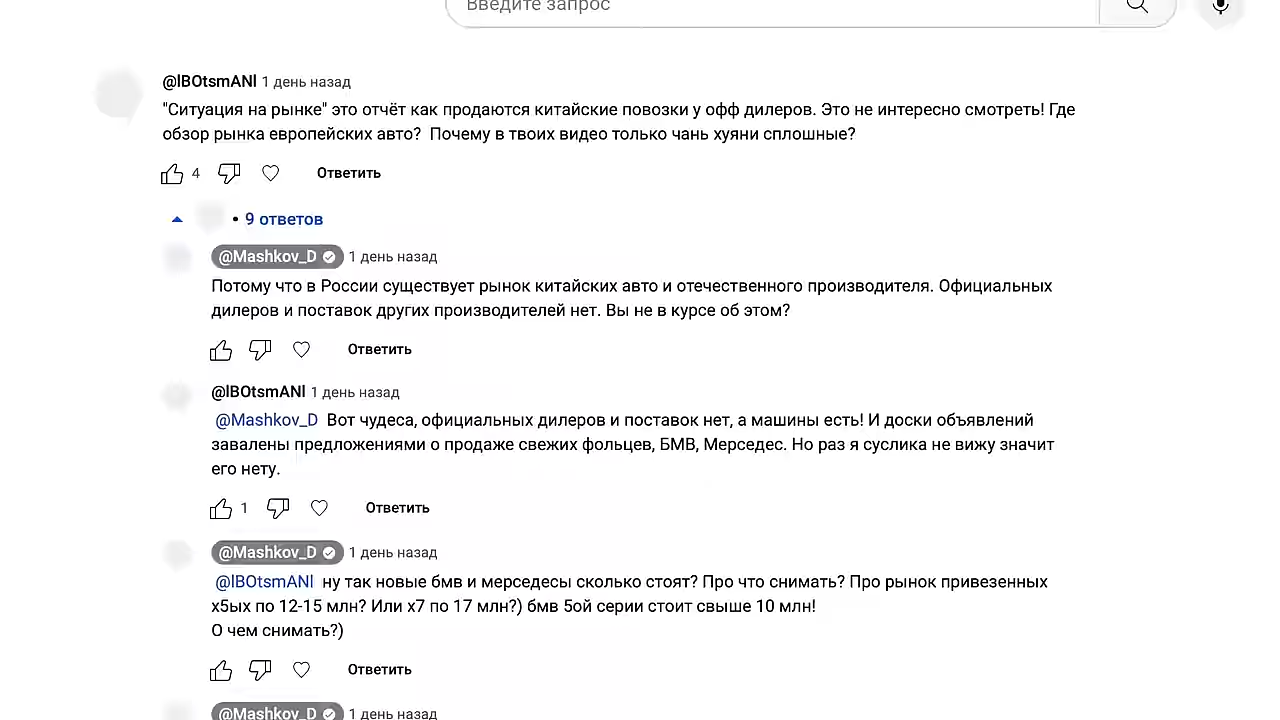 Введите запрос
@lBOtsmANl 1 день назад
"Ситуация на рынке" это отчёт как продаются китайские повозки у офф дилеров. Это не интересно смотреть! Где
обзор рынка европейских авто? Почему в твоих видео только чань хуяни сплошные?
4 Ответить
• 9 ответов
@Mashkov_D 1 день назад
Потому что в России существует рынок китайских авто и отечественного производителя. Официальных
дилеров и поставок других производителей нет. Вы не в курсе об этом?
Ответить
@lBOtsmANl 1 день назад
@Mashkov_D Вот чудеса, официальных дилеров и поставок нет, а машины есть! И доски объявлений
завалены предложениями о продаже свежих фольцев, БМВ, Мерседес. Но раз я суслика не вижу значит
его нету.
1 Ответить
@Mashkov_D 1 день назад
@lBOtsmANl ну так новые бмв и мерседесы сколько стоят? Про что снимать? Про рынок привезенных
х5ых по 12-15 млн? Или х7 по 17 млн?) бмв 5ой серии стоит свыше 10 млн!
О чем снимать?)
Ответить
@Mashkov_D 1 день назад